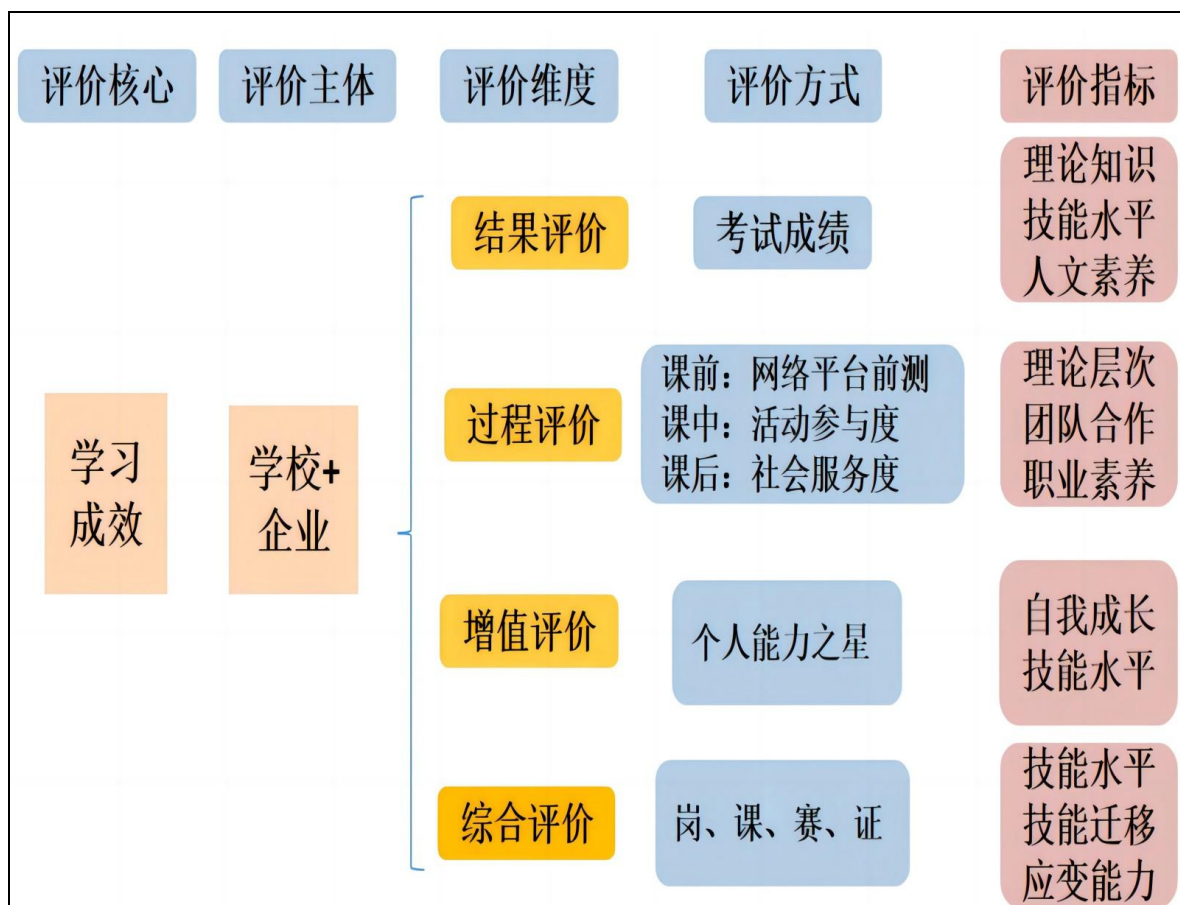 评价核心
评价主体
评价维度
评价方式
评价指标
学习
成效
学校+
企业
结果评价
考试成绩
理论知识
技能水平
人文素养
过程评价
课前：网络平台前测
课中：活动参与度
课后：社会服务度
理论层次
团队合作
职业素养
增值评价
个人能力之星
自我成长
技能水平
综合评价
岗、课、赛、证
技能水平
技能迁移
应变能力